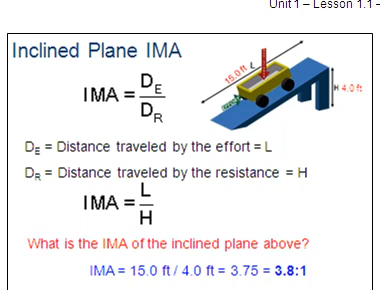 Unit 1 – Lesson 1.1 –
Inclined Plane IMA
15.0 ft L
H 4.0 ft
IMA = DE / DR
DE = Distance traveled by the effort = L
DR = Distance traveled by the resistance = H
IMA = L / H
What is the IMA of the inclined plane above?
IMA = 15.0 ft / 4.0 ft = 3.75 = 3.8:1